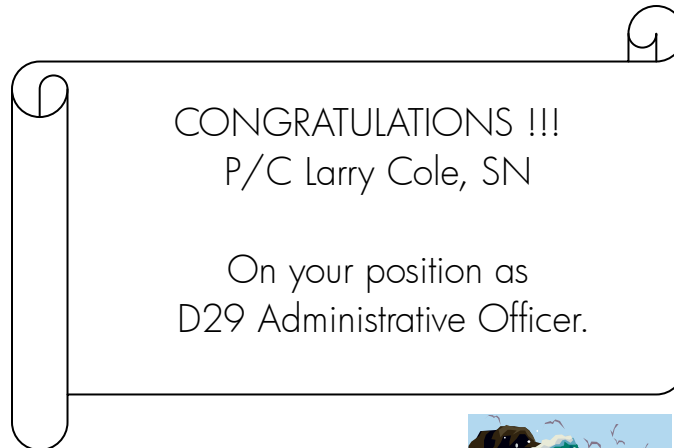 CONGRATULATIONS !!!
P/C Larry Cole, SN
On your position as
D29 Administrative Officer.